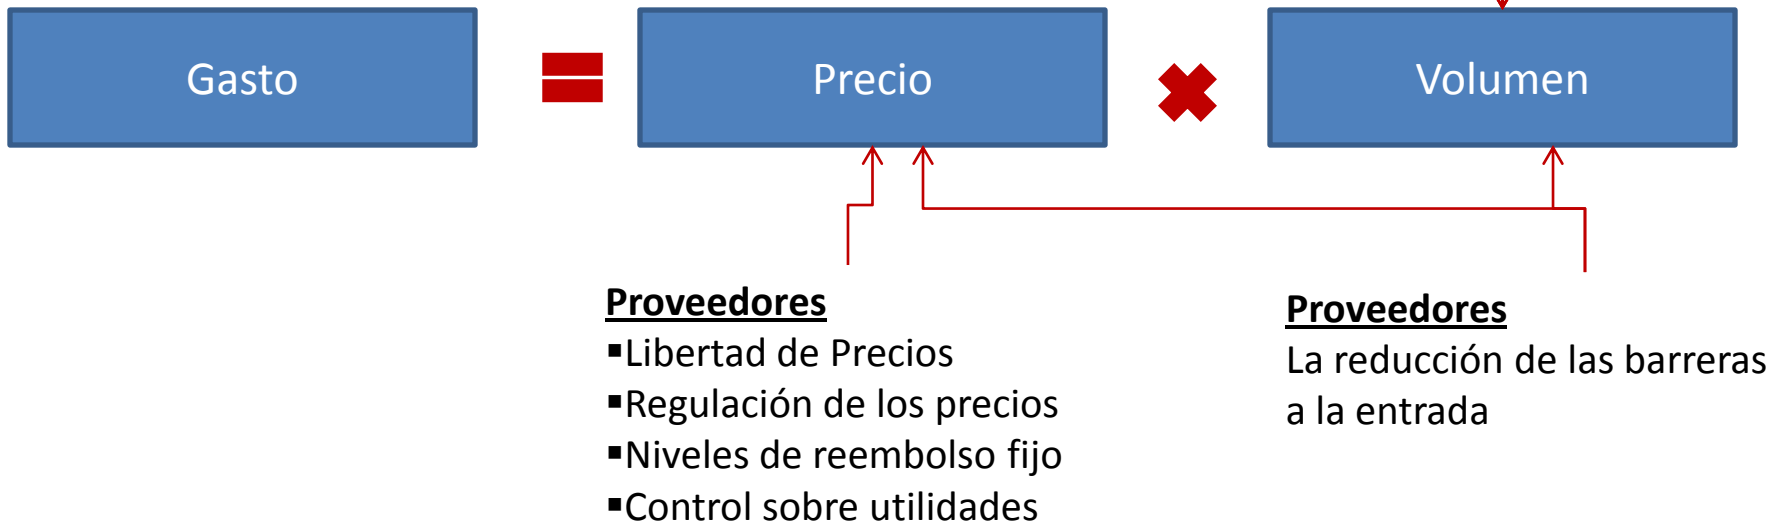 Gasto
Precio
Volumen
Proveedores
▪Libertad de Precios
▪Regulación de los precios
▪Niveles de reembolso fijo
▪Control sobre utilidades
Proveedores
La reducción de las barreras
a la entrada